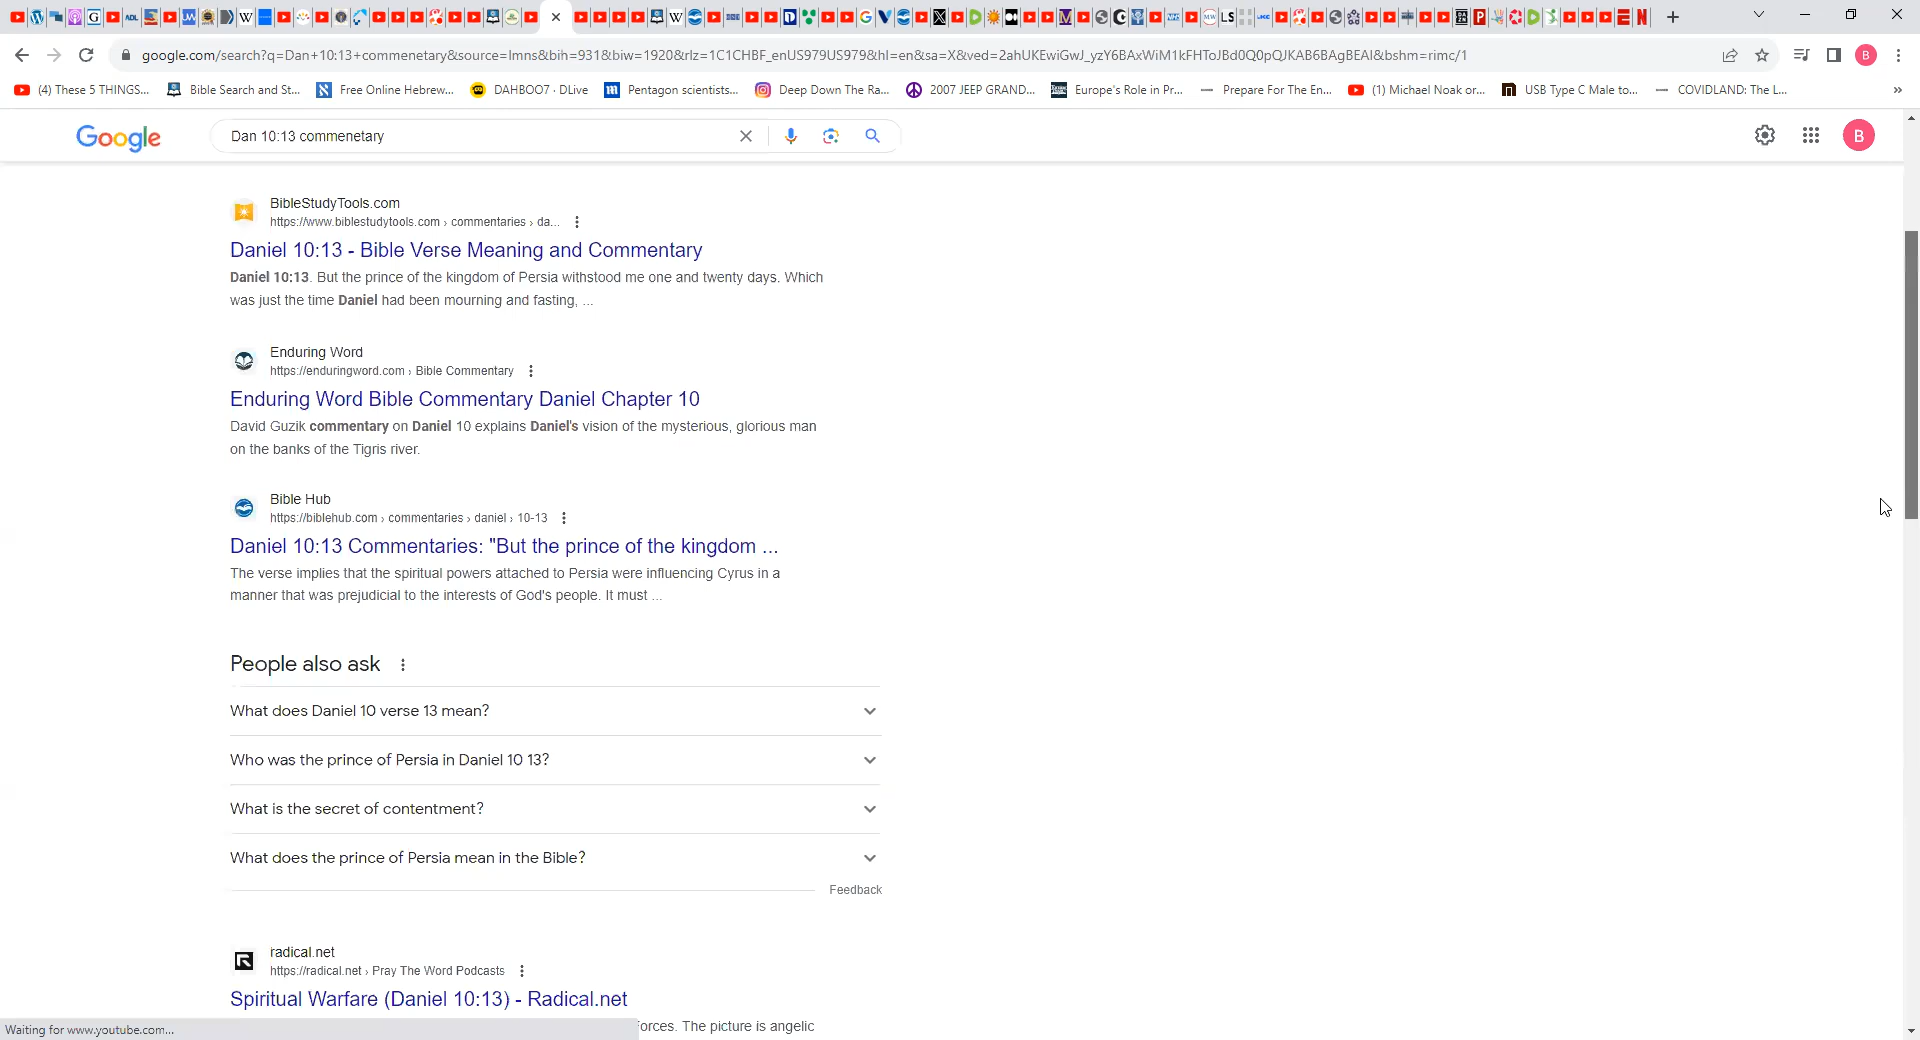 google.com/search?q=Dan+10:13+commenetary&source=lmns&bih=931&biw=1920&rlz=1C1CHBF_enUS979US979&hl=en&sa=X&ved=2ahUKEwiGwJ_yzY6BAxWiM1kFHToJBd0Q0pQJKAB6BAgBEAI&bshm=rimc/1
B
(4) These 5 THINGS... Bible Search and St... Free Online Hebrew... DAHBOO7 · DLive Pentagon scientists... Deep Down The Ra... 2007 JEEP GRAND... Europe's Role in Pr... Prepare For The En... (1) Michael Noak or... USB Type C Male to... COVIDLAND: The L...
Google Dan 10:13 commenetary B
BibleStudyTools.com
https://www.biblestudytools.com › commentaries › da...
Daniel 10:13 - Bible Verse Meaning and Commentary
Daniel 10:13. But the prince of the kingdom of Persia withstood me one and twenty days. Which
was just the time Daniel had been mourning and fasting, ...
Enduring Word
https://enduringword.com › Bible Commentary
Enduring Word Bible Commentary Daniel Chapter 10
David Guzik commentary on Daniel 10 explains Daniel's vision of the mysterious, glorious man
on the banks of the Tigris river.
Bible Hub
https://biblehub.com › commentaries › daniel › 10-13
Daniel 10:13 Commentaries: "But the prince of the kingdom ...
The verse implies that the spiritual powers attached to Persia were influencing Cyrus in a
manner that was prejudicial to the interests of God's people. It must ...
People also ask
What does Daniel 10 verse 13 mean?
Who was the prince of Persia in Daniel 10 13?
What is the secret of contentment?
What does the prince of Persia mean in the Bible?
Feedback
radical.net
https://radical.net › Pray The Word Podcasts
Spiritual Warfare (Daniel 10:13) - Radical.net
forces. The picture is angelic
Waiting for www.youtube.com...